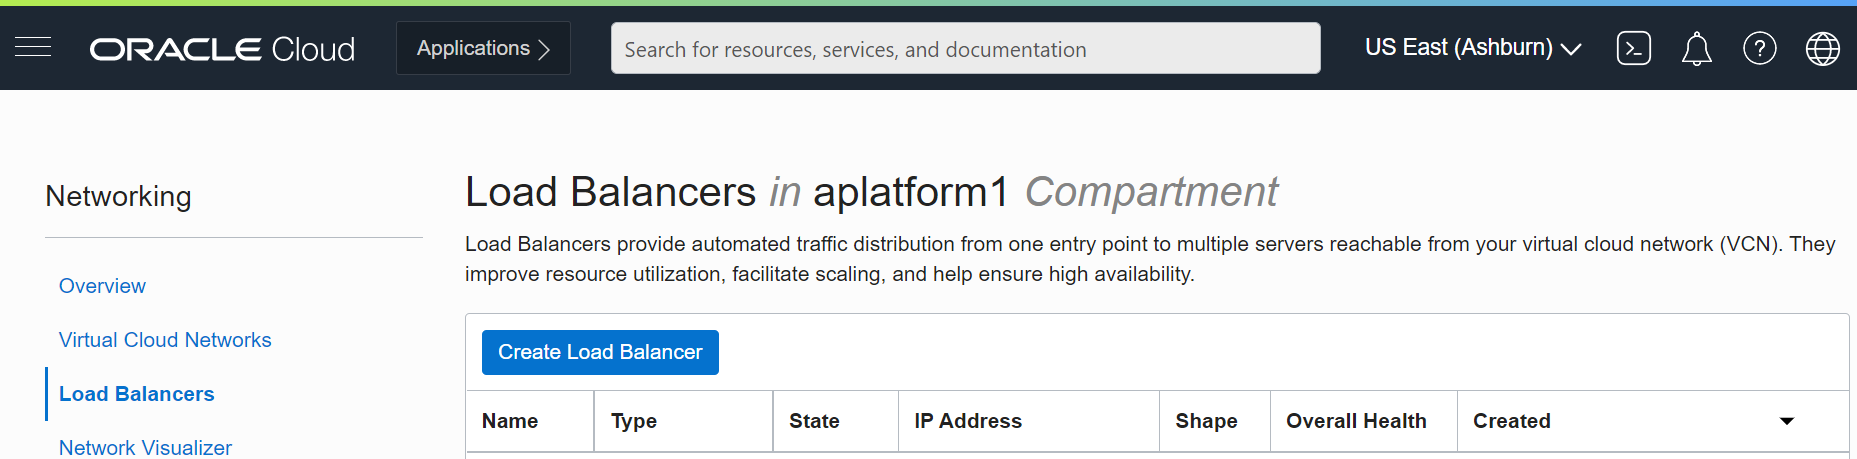 ORACLE Cloud
Applications
Search for resources, services, and documentation
US East (Ashburn)
Networking
Overview
Virtual Cloud Networks
Load Balancers
Network Visualizer
Load Balancers in aplatform1 Compartment
Load Balancers provide automated traffic distribution from one entry point to multiple servers reachable from your virtual cloud network (VCN). They
improve resource utilization, facilitate scaling, and help ensure high availability.
Create Load Balancer
Name Type State IP Address Shape Overall Health Created